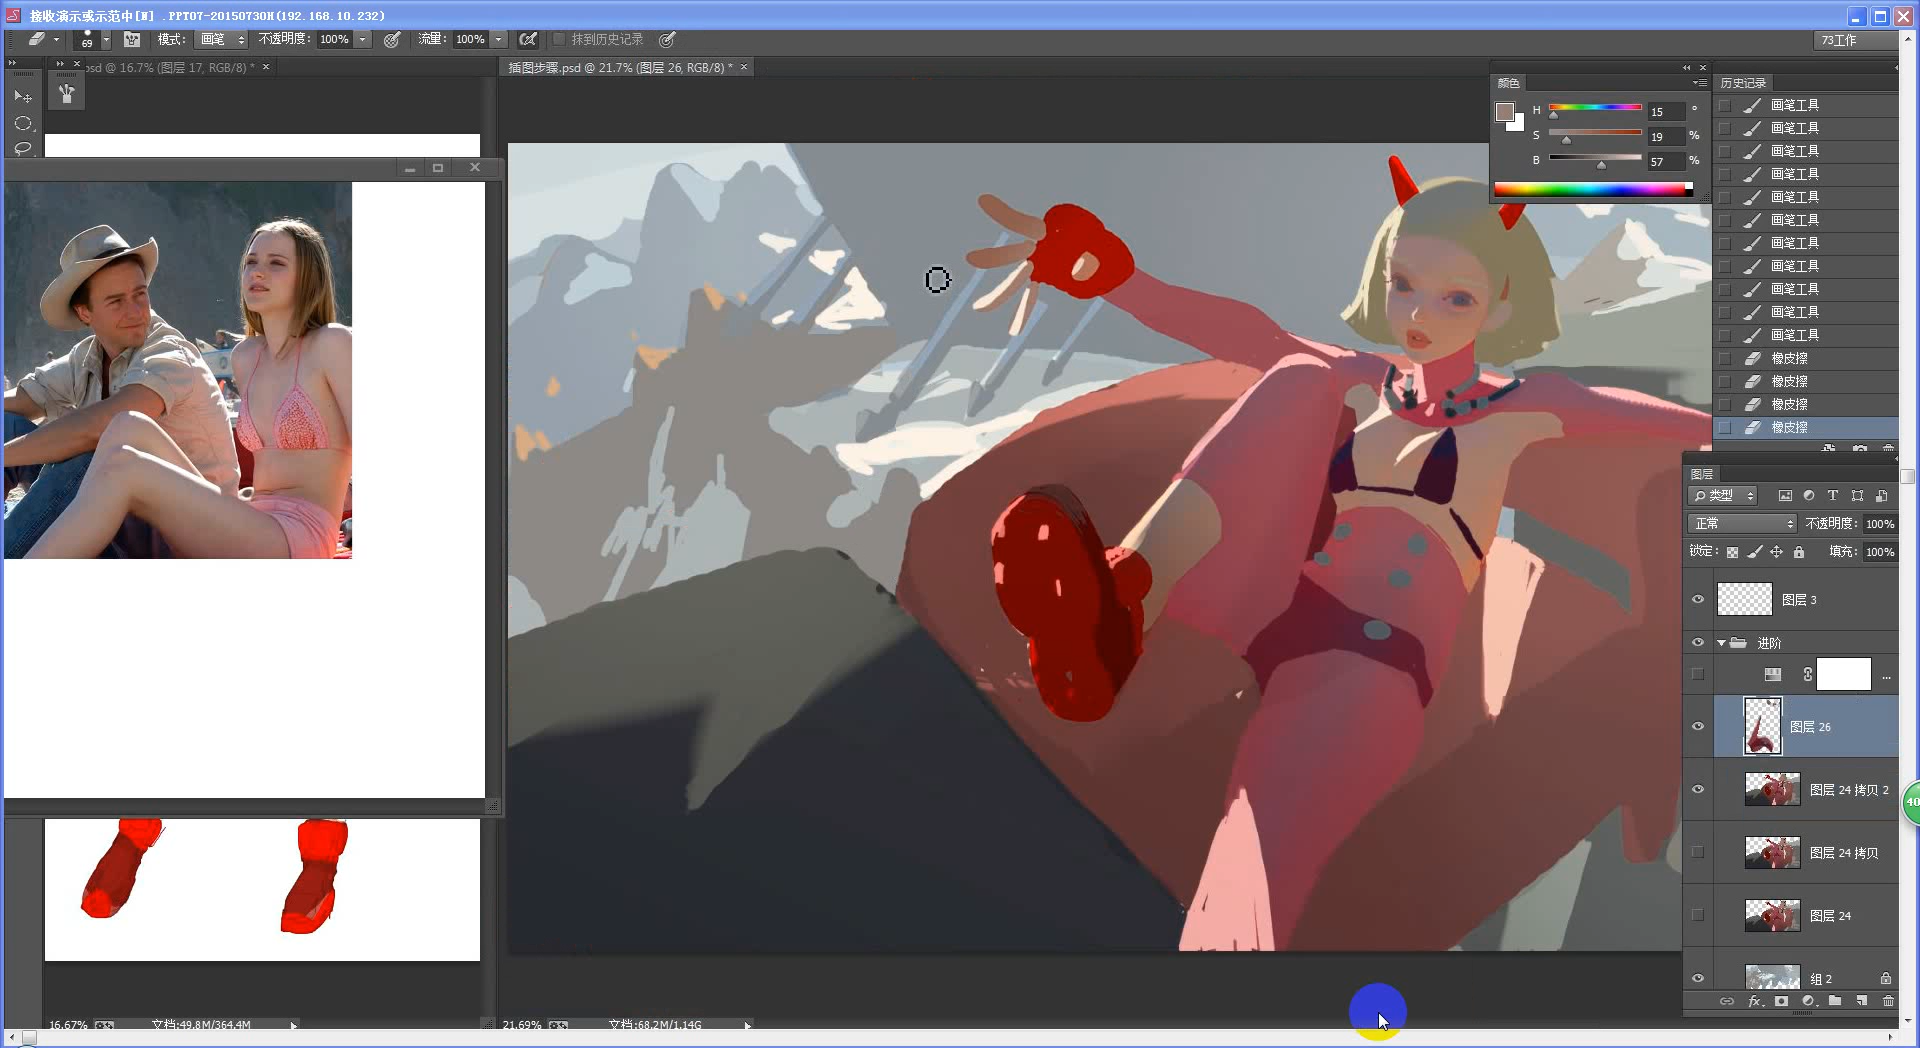 接收演示或示范中[N] .PPT07-20150730H(192.168.10.232)
69 模式: 画笔 不透明度: 100% 流量: 100% 抹到历史记录
73工作
psd @ 16.7% (图层 17, RGB/8) * ×
插图步骤.psd @ 21.7% (图层 26, RGB/8) * ×
颜色
H 15 °
S 19 %
B 57 %
历史记录
画笔工具
画笔工具
画笔工具
画笔工具
画笔工具
画笔工具
画笔工具
画笔工具
画笔工具
画笔工具
画笔工具
橡皮擦
橡皮擦
橡皮擦
橡皮擦
图层
类型
正常 不透明度: 100%
锁定: 填充: 100%
图层 3
进阶
...
图层 26
图层 24 拷贝 2
图层 24 拷贝
图层 24
组 2
fx
40
16.67% 文档:49.8M/364.4M
21.69% 文档:68.2M/1.14G